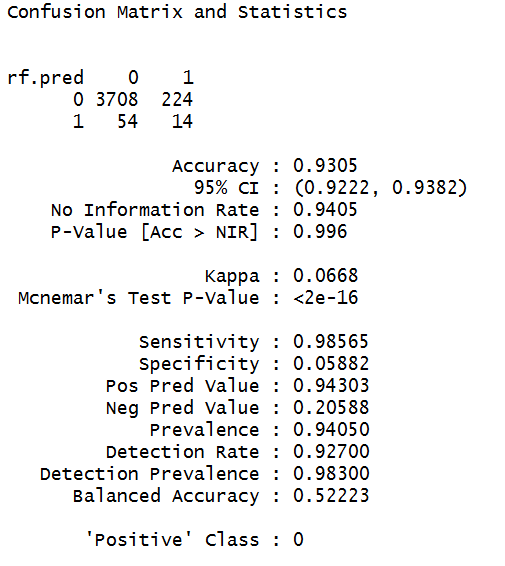 Confusion Matrix and Statistics
rf.pred 0 1
0 3708 224
1 54 14
Accuracy : 0.9305
95% CI : (0.9222, 0.9382)
No Information Rate : 0.9405
P-Value [Acc > NIR] : 0.996
Kappa : 0.0668
Mcnemar's Test P-Value : <2e-16
Sensitivity : 0.98565
Specificity : 0.05882
Pos Pred Value : 0.94303
Neg Pred Value : 0.20588
Prevalence : 0.94050
Detection Rate : 0.92700
Detection Prevalence : 0.98300
Balanced Accuracy : 0.52223
'Positive' Class : 0